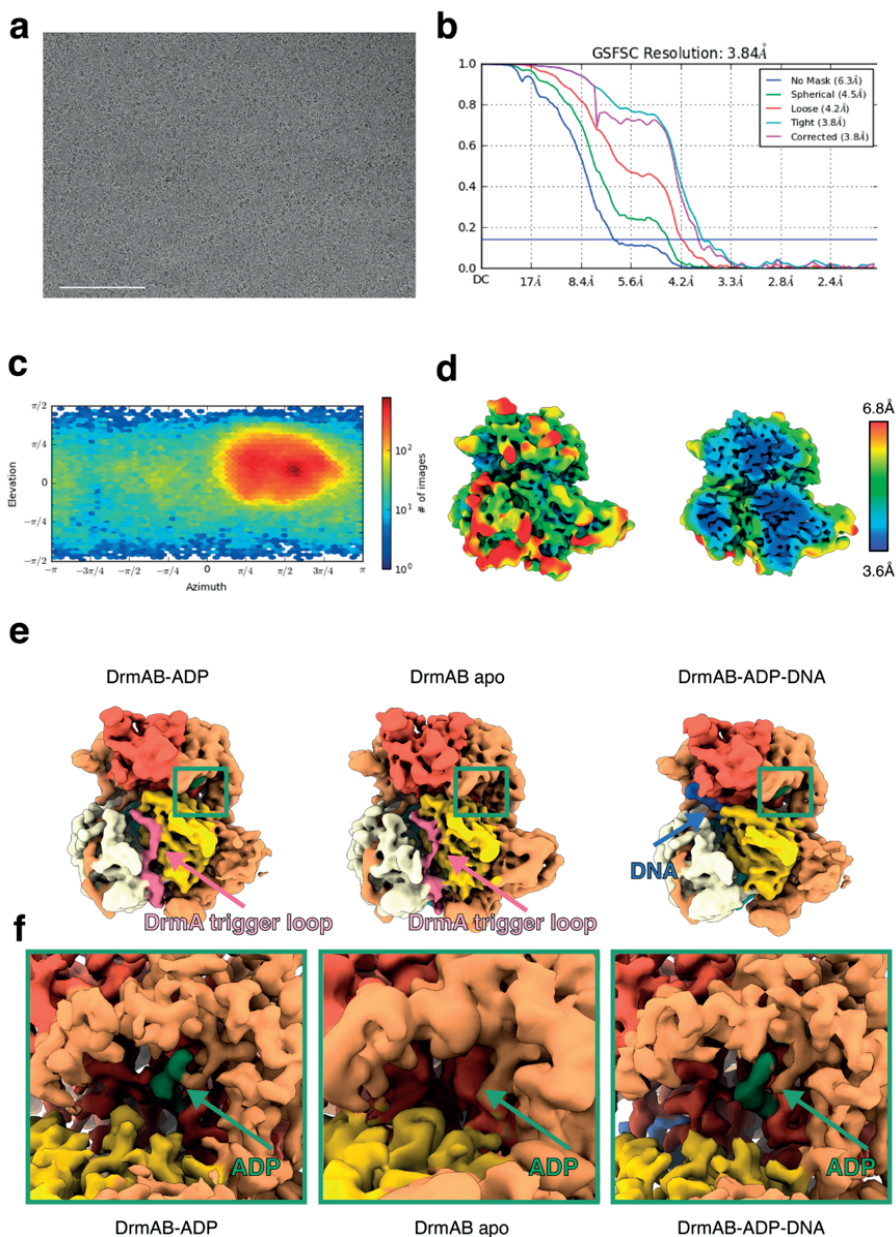 a
b
GSFSC Resolution: 3.84Å
1.0
0.8
0.6
0.4
0.2
0.0
DC
17Å
8.4Å
5.6Å
4.2Å
3.3Å
2.8Å
2.4Å
No Mask (6.3Å)
Spherical (4.5Å)
Loose (4.2Å)
Tight (3.8Å)
Corrected (3.8Å)
c
π/2
π/4
0
−π/4
−π/2
Elevation
−π
−3π/4
−π/2
−π/4
0
π/4
π/2
3π/4
π
Azimuth
10²
10¹
10⁰
# of images
d
6.8Å
3.6Å
e
DrmAB-ADP
DrmAB apo
DrmAB-ADP-DNA
DrmA trigger loop
DrmA trigger loop
DNA
f
ADP
ADP
ADP
DrmAB-ADP
DrmAB apo
DrmAB-ADP-DNA